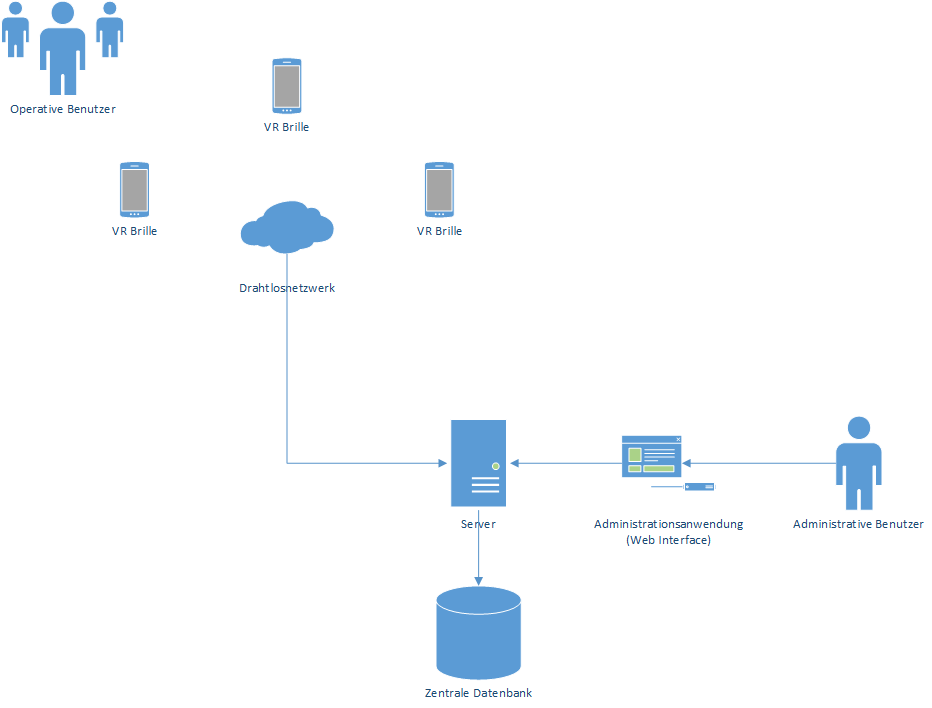 Operative Benutzer
VR Brille
VR Brille
VR Brille
Drahtlosnetzwerk
Server
Administrationsanwendung
(Web Interface)
Administrative Benutzer
Zentrale Datenbank